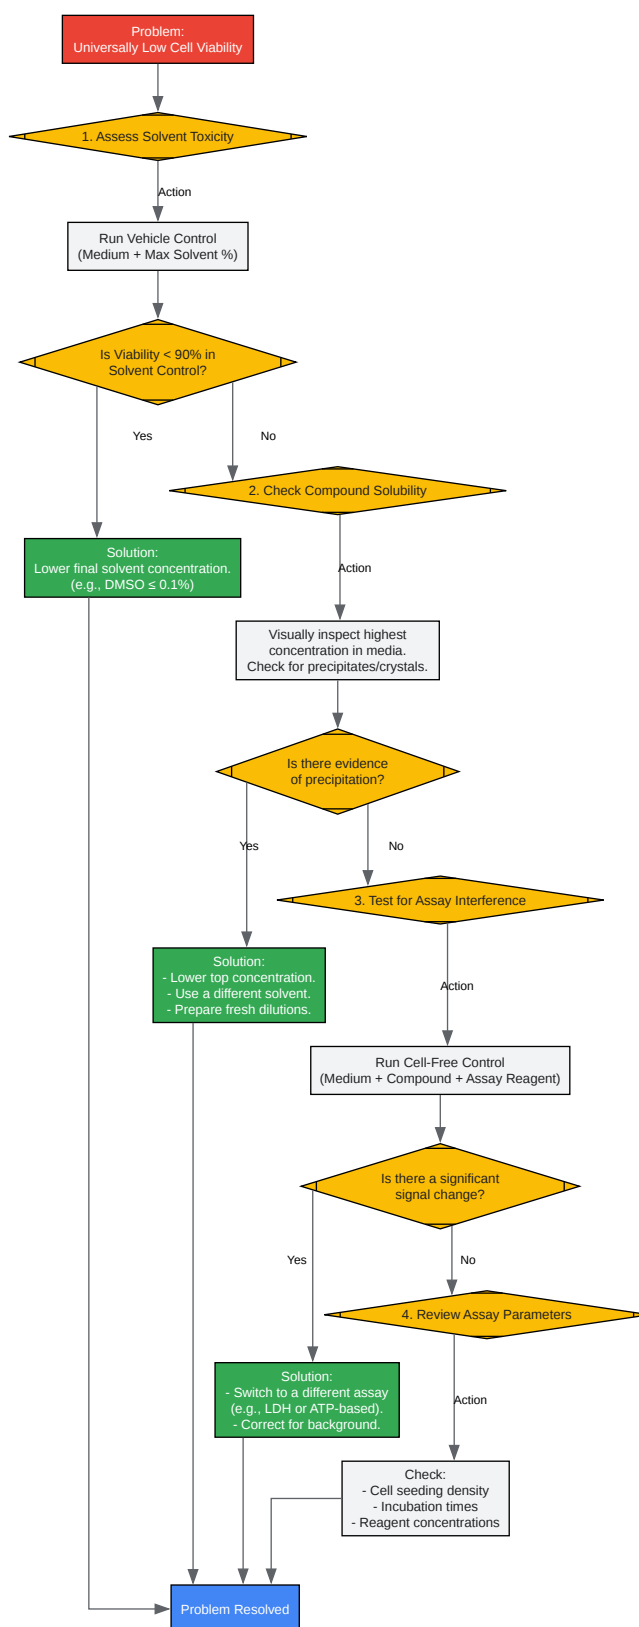 Problem:
Universally Low Cell Viability
1. Assess Solvent Toxicity
Action
Run Vehicle Control
(Medium + Max Solvent %)
Is Viability < 90% in
Solvent Control?
Yes
No
2. Check Compound Solubility
Solution:
Lower final solvent concentration.
(e.g., DMSO ≤ 0.1%)
Action
Visually inspect highest
concentration in media.
Check for precipitates/crystals.
Is there evidence
of precipitation?
Yes
No
3. Test for Assay Interference
Solution:
- Lower top concentration.
- Use a different solvent.
- Prepare fresh dilutions.
Action
Run Cell-Free Control
(Medium + Compound + Assay Reagent)
Is there a significant
signal change?
Yes
No
4. Review Assay Parameters
Solution:
- Switch to a different assay
(e.g., LDH or ATP-based).
- Correct for background.
Action
Check:
- Cell seeding density
- Incubation times
- Reagent concentrations
Problem Resolved